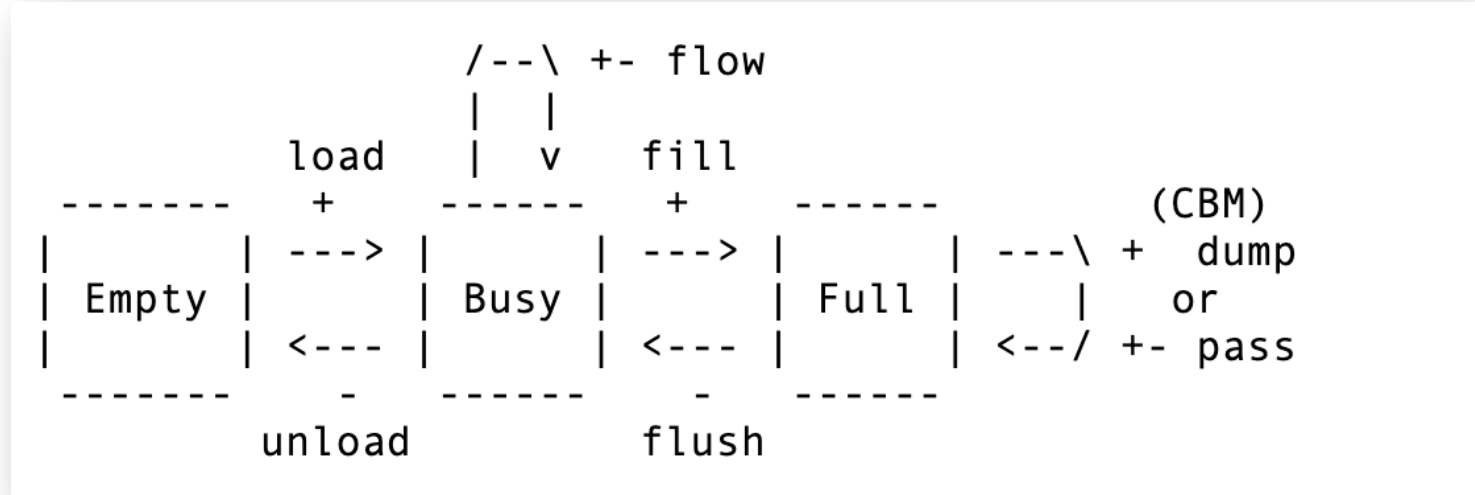 /--\ +- flow
                                  |  |
                    load          |  v   fill
  -------      +        ------      +        ------              (CBM)
 |       | --->  |      | --->  |      | ---\ +   dump
 | Empty |       | Busy |       | Full |    |    or
 |       | <---  |      | <---  |      | <--/ +-  pass
  -------      -        ------      -        ------
             unload               flush